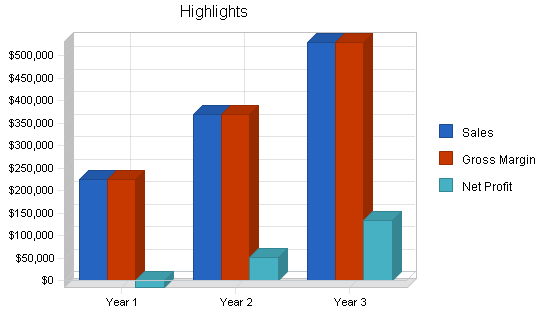 Highlights
$500,000
$450,000
$400,000
$350,000
$300,000
$250,000
$200,000
$150,000
$100,000
$50,000
$0
Year 1 Year 2 Year 3
Sales
Gross Margin
Net Profit